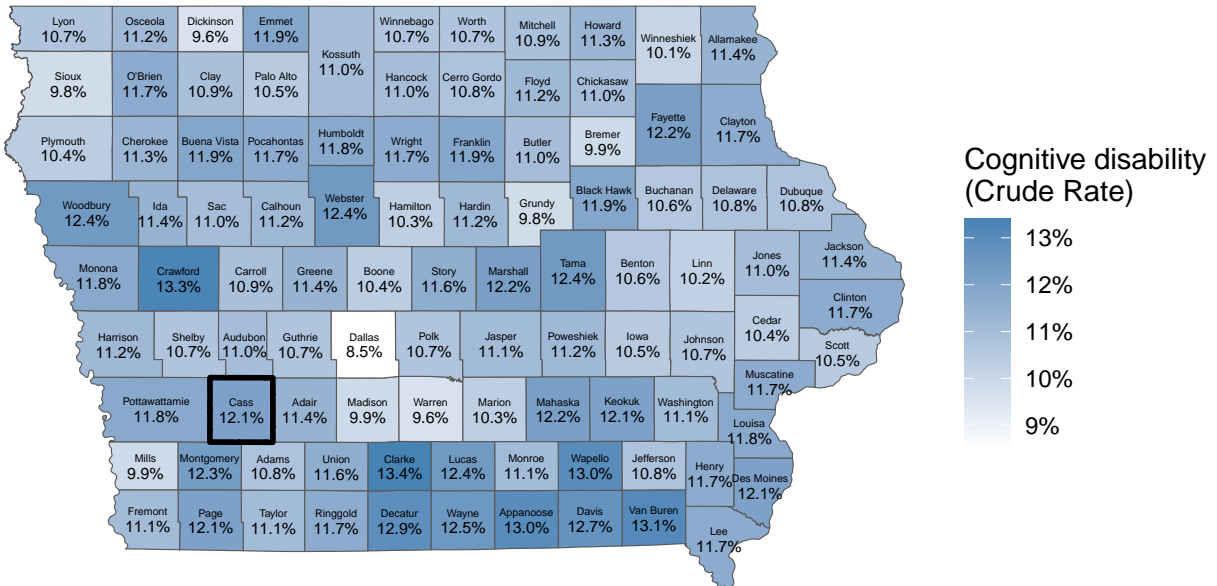 Lyon
10.7%
Osceola
11.2%
Dickinson
9.6%
Emmet
11.9%
Kossuth
11.0%
Winnebago
10.7%
Worth
10.7%
Mitchell
10.9%
Howard
11.3%
Winneshiek
10.1%
Allamakee
11.4%
Sioux
9.8%
O'Brien
11.7%
Clay
10.9%
Palo Alto
10.5%
Hancock
11.0%
Cerro Gordo
10.8%
Floyd
11.2%
Chickasaw
11.0%
Fayette
12.2%
Clayton
11.7%
Plymouth
10.4%
Cherokee
11.3%
Buena Vista
11.9%
Pocahontas
11.7%
Humboldt
11.8%
Wright
11.7%
Franklin
11.9%
Butler
11.0%
Bremer
9.9%
Woodbury
12.4%
Ida
11.4%
Sac
11.0%
Calhoun
11.2%
Webster
12.4%
Hamilton
10.3%
Hardin
11.2%
Grundy
9.8%
Black Hawk
11.9%
Buchanan
10.6%
Delaware
10.8%
Dubuque
10.8%
Monona
11.8%
Crawford
13.3%
Carroll
10.9%
Greene
11.4%
Boone
10.4%
Story
11.6%
Marshall
12.2%
Tama
12.4%
Benton
10.6%
Linn
10.2%
Jones
11.0%
Jackson
11.4%
Clinton
11.7%
Harrison
11.2%
Shelby
10.7%
Audubon
11.0%
Guthrie
10.7%
Dallas
8.5%
Polk
10.7%
Jasper
11.1%
Poweshiek
11.2%
Iowa
10.5%
Johnson
10.7%
Cedar
10.4%
Scott
10.5%
Muscatine
11.7%
Pottawattamie
11.8%
Cass
12.1%
Adair
11.4%
Madison
9.9%
Warren
9.6%
Marion
10.3%
Mahaska
12.2%
Keokuk
12.1%
Washington
11.1%
Louisa
11.8%
Mills
9.9%
Montgomery
12.3%
Adams
10.8%
Union
11.6%
Clarke
13.4%
Lucas
12.4%
Monroe
11.1%
Wapello
13.0%
Jefferson
10.8%
Henry
11.7%
Des Moines
12.1%
Fremont
11.1%
Page
12.1%
Taylor
11.1%
Ringgold
11.7%
Decatur
12.9%
Wayne
12.5%
Appanoose
13.0%
Davis
12.7%
Van Buren
13.1%
Lee
11.7%
Cognitive disability
(Crude Rate)
13%
12%
11%
10%
9%